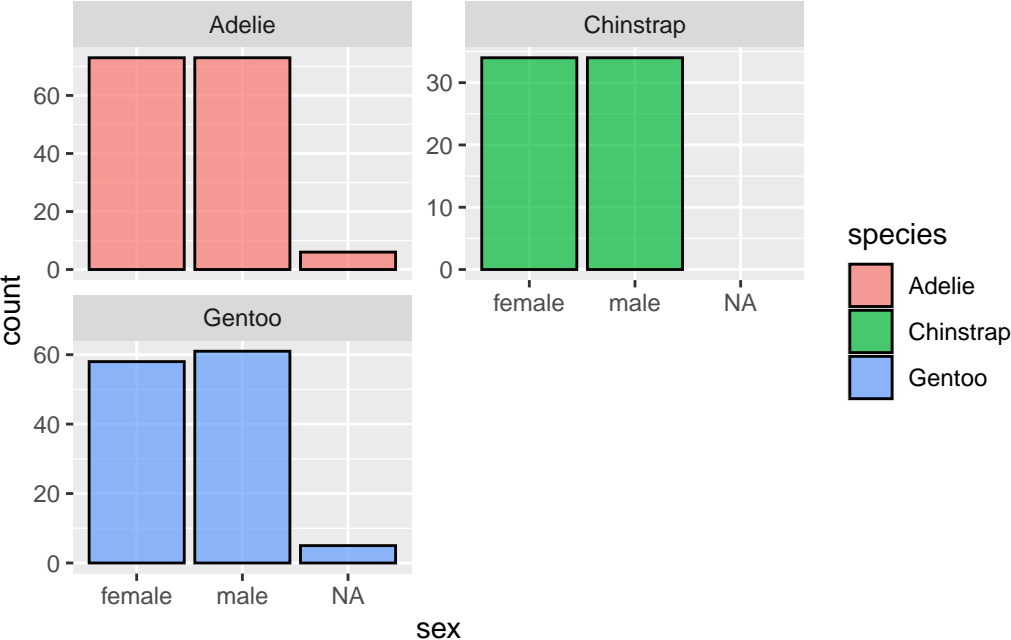 Adelie
Chinstrap
60
40
20
0
30
20
10
0
female male NA
Gentoo
60
40
20
0
female male NA
count
sex
species
Adelie
Chinstrap
Gentoo